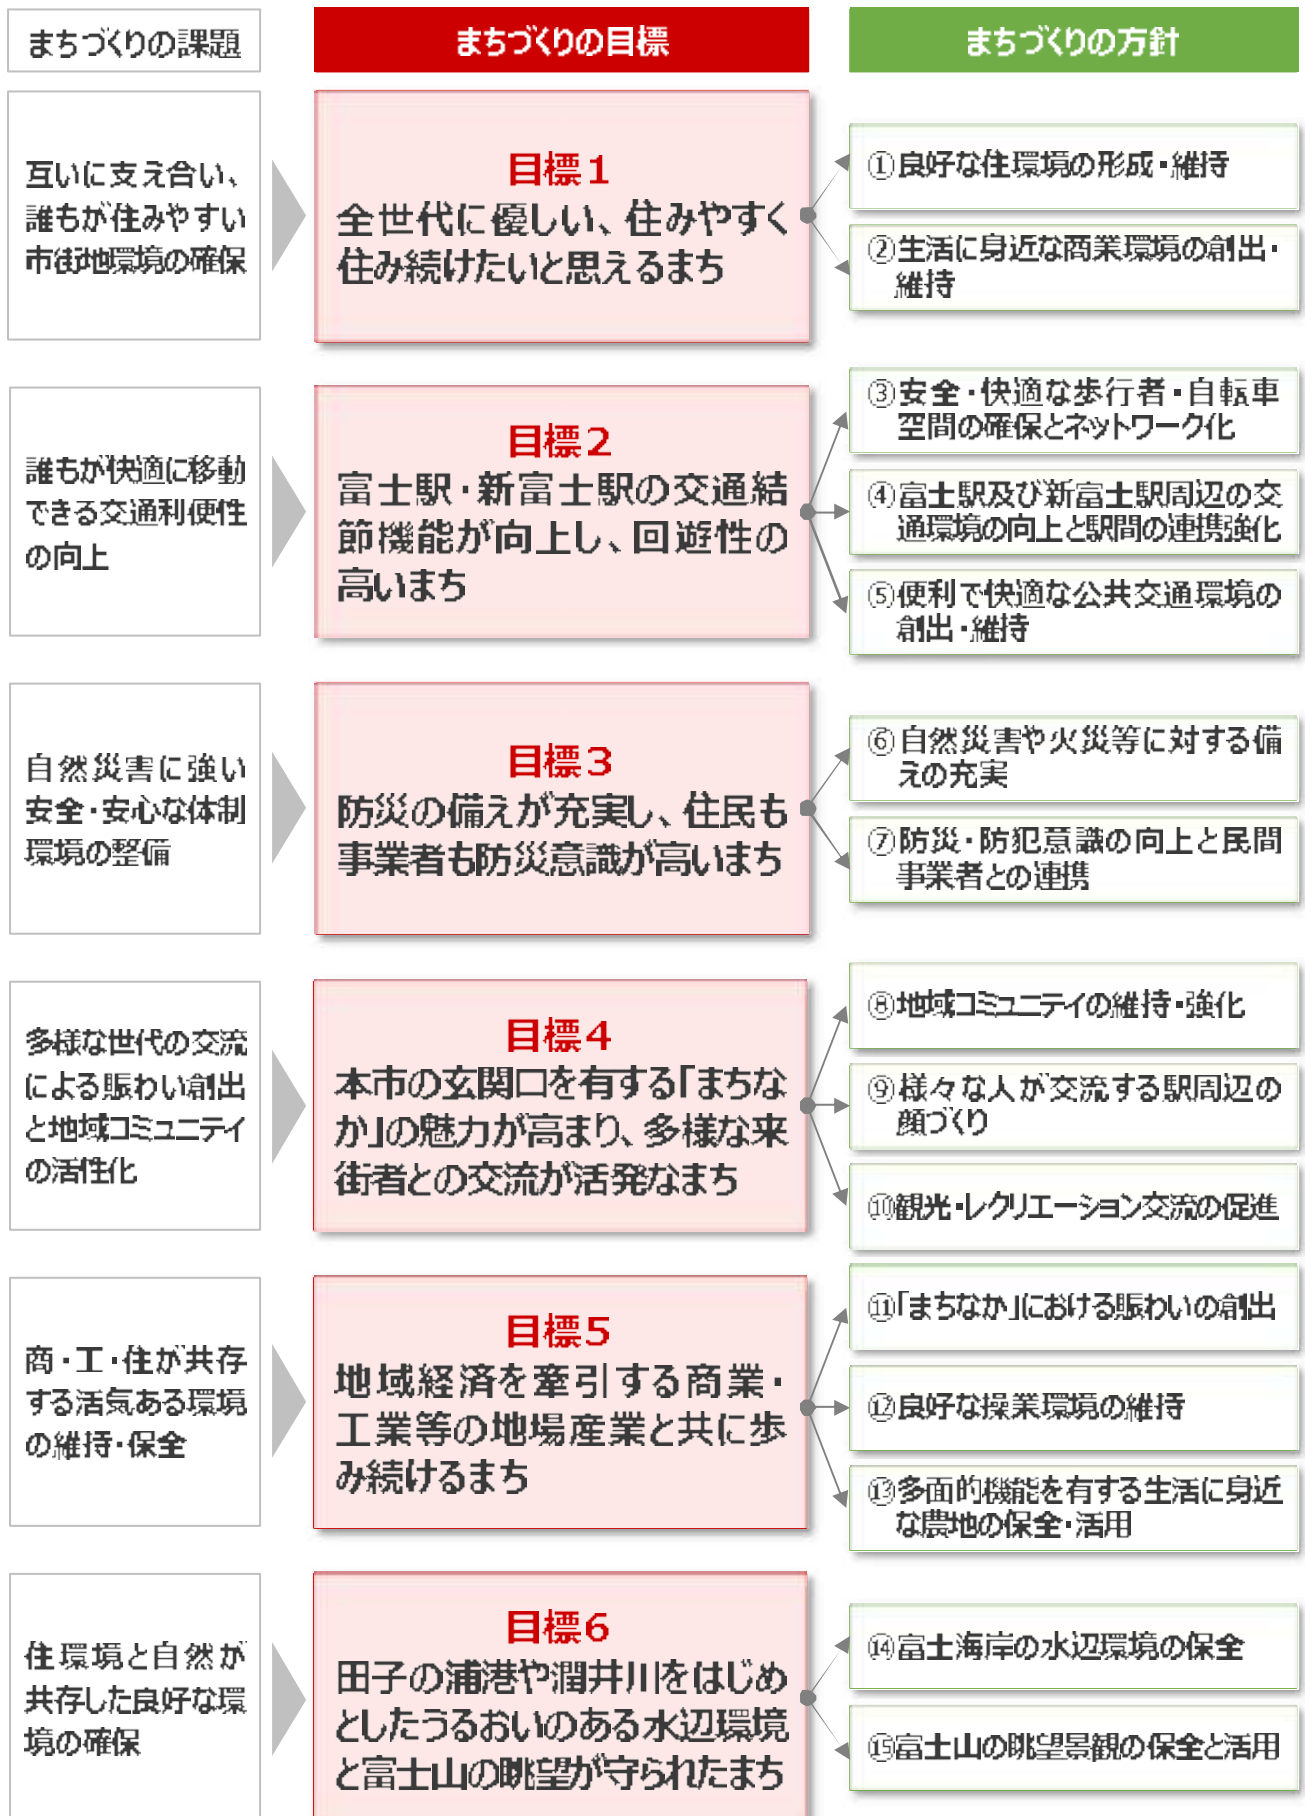 まちづくりの課題
まちづくりの目標
まちづくりの方針
互いに支え合い、
誰もが住みやすい
市街地環境の確保
目標1
全世代に優しい、住みやすく
住み続けたいと思えるまち
①良好な住環境の形成・維持
②生活に身近な商業環境の創出・
維持
誰もが快適に移動
できる交通利便性
の向上
目標2
富士駅・新富士駅の交通結
節機能が向上し、回遊性の
高いまち
③安全・快適な歩行者・自転車
空間の確保とネットワーク化
④富士駅及び新富士駅周辺の交
通環境の向上と駅間の連携強化
⑤便利で快適な公共交通環境の
創出・維持
自然災害に強い
安全・安心な体制
環境の整備
目標3
防災の備えが充実し、住民も
事業者も防災意識が高いまち
⑥自然災害や火災等に対する備
えの充実
⑦防災・防犯意識の向上と民間
事業者との連携
多様な世代の交流
による賑わい創出
と地域コミュニティ
の活性化
目標4
本市の玄関口を有する「まちな
か」の魅力が高まり、多様な来
街者との交流が活発なまち
⑧地域コミュニティの維持・強化
⑨様々な人が交流する駅周辺の
顔づくり
⑩観光・レクリエーション交流の促進
商・工・住が共存
する活気ある環境
の維持・保全
目標5
地域経済を牽引する商業・
工業等の地場産業と共に歩
み続けるまち
⑪「まちなか」における賑わいの創出
⑫良好な操業環境の維持
⑬多面的機能を有する生活に身近
な農地の保全・活用
住環境と自然が
共存した良好な環
境の確保
目標6
田子の浦港や潤井川をはじめ
としたうるおいのある水辺環境
と富士山の眺望が守られたまち
⑭富士海岸の水辺環境の保全
⑮富士山の眺望景観の保全と活用